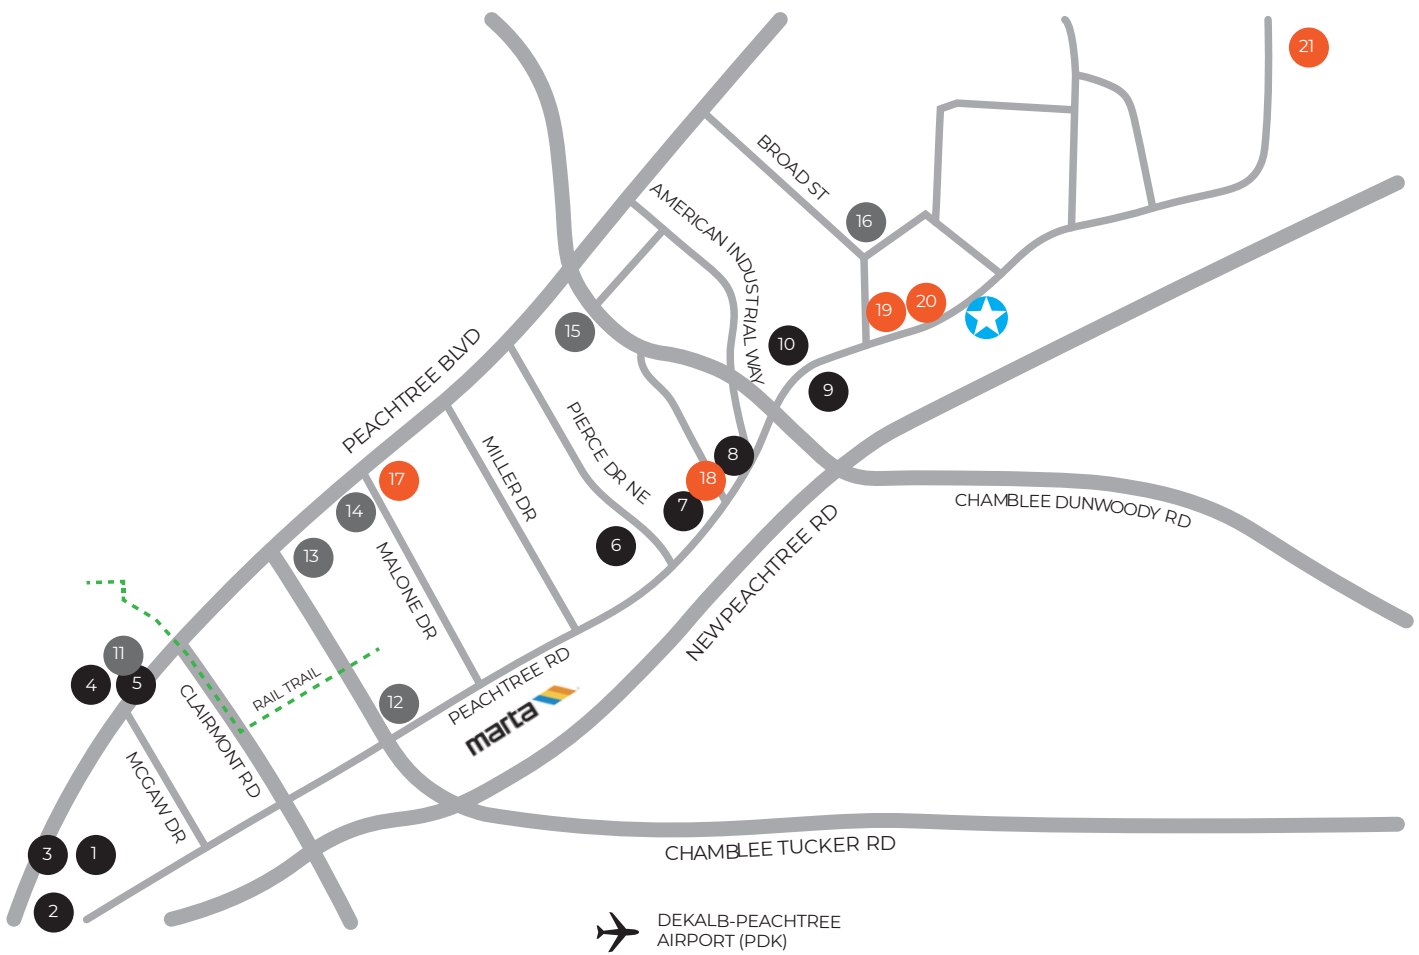 21
BROAD ST
AMERICAN INDUSTRIAL WAY
16
19
20
15
10
9
PEACHTREE BLVD
PIERCE DR NE
MILLER DR
8
18
17
7
14
6
13
CHAMBLEE DUNWOODY RD
NEW PEACHTREE RD
MALONE DR
11
4
5
RAIL TRAIL
PEACHTREE RD
12
marta
CLAIRMONT RD
MCGAW DR
3
1
CHAMBLEE TUCKER RD
2
DEKALB-PEACHTREE
AIRPORT (PDK)